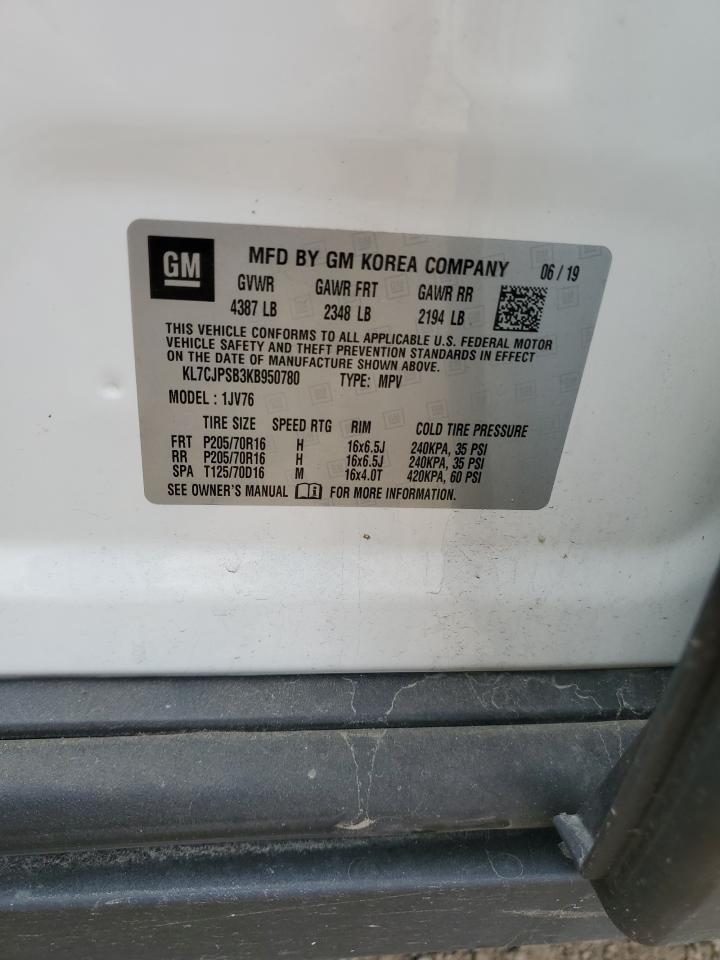 GM
MFD BY GM KOREA COMPANY 06 / 19
GVWR GAWR FRT GAWR RR
4387 LB 2348 LB 2194 LB
THIS VEHICLE CONFORMS TO ALL APPLICABLE U.S. FEDERAL MOTOR
VEHICLE SAFETY AND THEFT PREVENTION STANDARDS IN EFFECT
ON THE DATE OF MANUFACTURE SHOWN ABOVE.
KL7CJPSB3KB950780 TYPE: MPV
MODEL : 1JV76
TIRE SIZE SPEED RTG RIM COLD TIRE PRESSURE
FRT P205/70R16 H 16x6.5J 240KPA, 35 PSI
RR P205/70R16 H 16x6.5J 240KPA, 35 PSI
SPA T125/70D16 M 16x4.0T 420KPA, 60 PSI
SEE OWNER'S MANUAL FOR MORE INFORMATION.